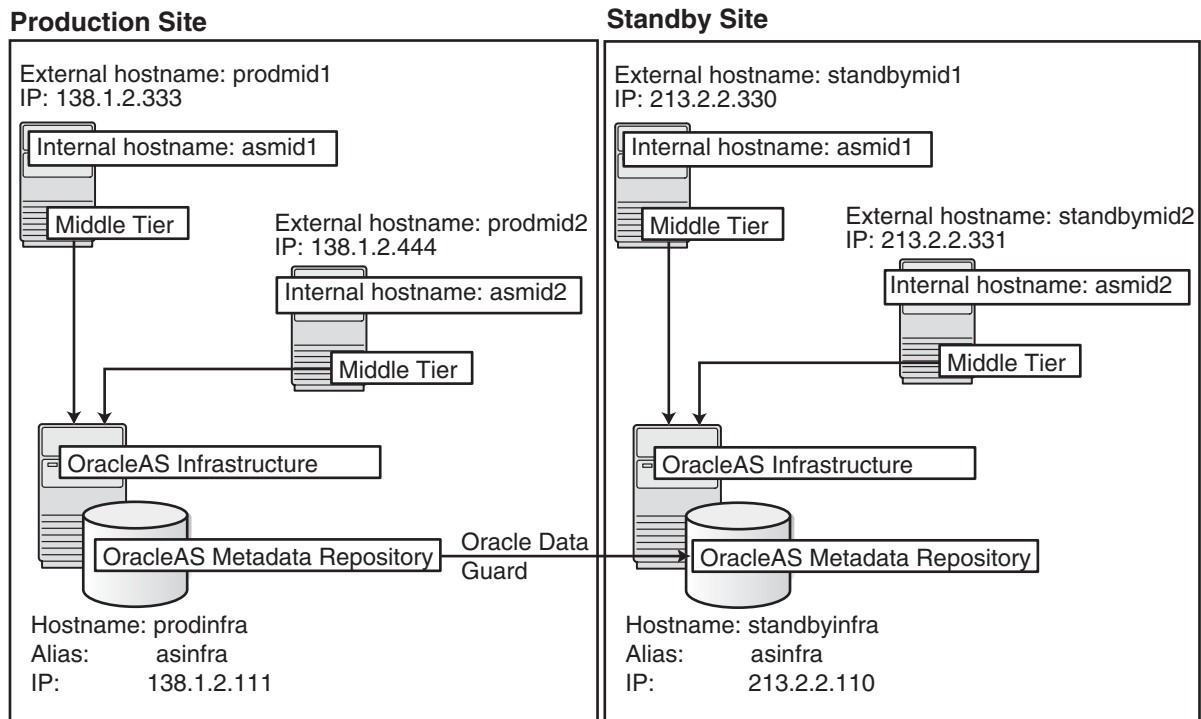 Production Site
External hostname: prodmid1
IP: 138.1.2.333
Internal hostname: asmid1
Middle Tier
External hostname: prodmid2
IP: 138.1.2.444
Internal hostname: asmid2
Middle Tier
OracleAS Infrastructure
OracleAS Metadata Repository
Oracle Data
Guard
Hostname: prodinfra
Alias: asinfra
IP: 138.1.2.111
Standby Site
External hostname: standbymid1
IP: 213.2.2.330
Internal hostname: asmid1
Middle Tier
External hostname: standbymid2
IP: 213.2.2.331
Internal hostname: asmid2
Middle Tier
OracleAS Infrastructure
OracleAS Metadata Repository
Hostname: standbyinfra
Alias: asinfra
IP: 213.2.2.110